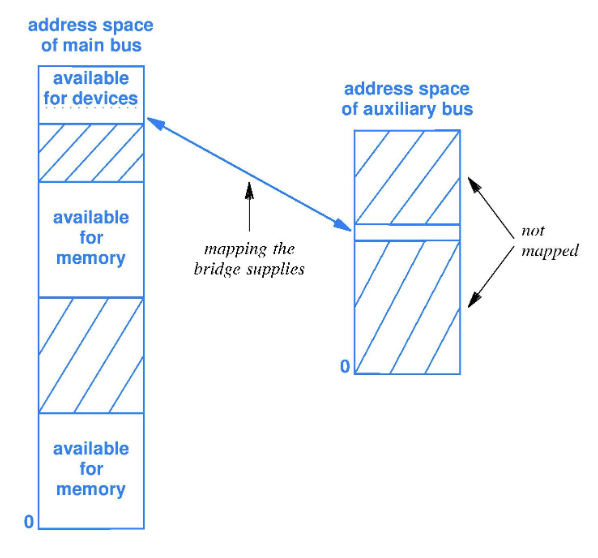 address space
of main bus
available
for devices
available
for
memory
available
for
memory
0
mapping the
bridge supplies
address space
of auxiliary bus
0
not
mapped